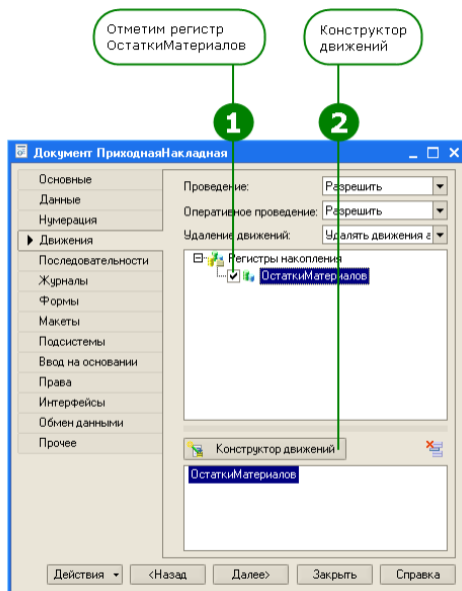 Отметим регистр
ОстаткиМатериалов
Конструктор
движений
1
2
Документ ПриходнаяНакладная
Основные
Данные
Нумерация
Движения
Последовательности
Журналы
Формы
Макеты
Подсистемы
Ввод на основании
Права
Интерфейсы
Обмен данными
Прочее
Проведение: Разрешить
Оперативное проведение: Разрешить
Удаление движений: Удалять движения а
Регистры накопления
ОстаткиМатериалов
Конструктор движений
ОстаткиМатериалов
Действия <Назад Далее> Закрыть Справка